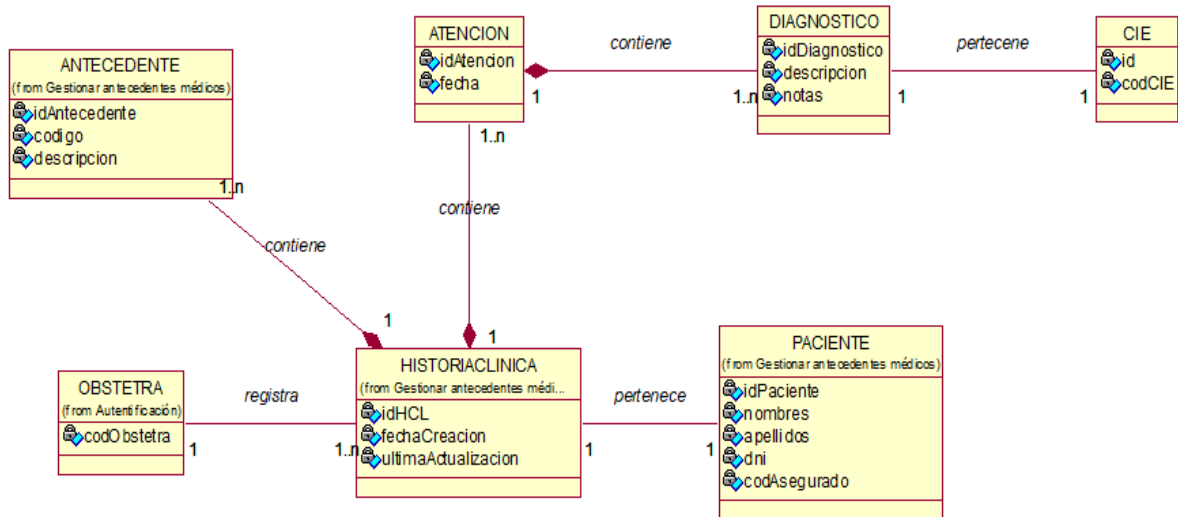 ANTECEDENTE
(from Gestionar antecedentes médicos)
idAntecedente
codigo
descripcion
1..n
contiene
1
ATENCION
idAtencion
fecha
1
contiene
1..n
1..n
contiene
1
DIAGNOSTICO
idDiagnostico
descripcion
notas
1
pertecene
1
CIE
id
codCIE
OBSTETRA
(from Autentificación)
codObstetra
1
registra
1..n
HISTORIACLINICA
(from Gestionar antecedentes médi...
idHCL
fechaCreacion
ultimaActualizacion
1
pertenece
1
PACIENTE
(from Gestionar antecedentes médicos)
idPaciente
nombres
apellidos
dni
codAsegurado